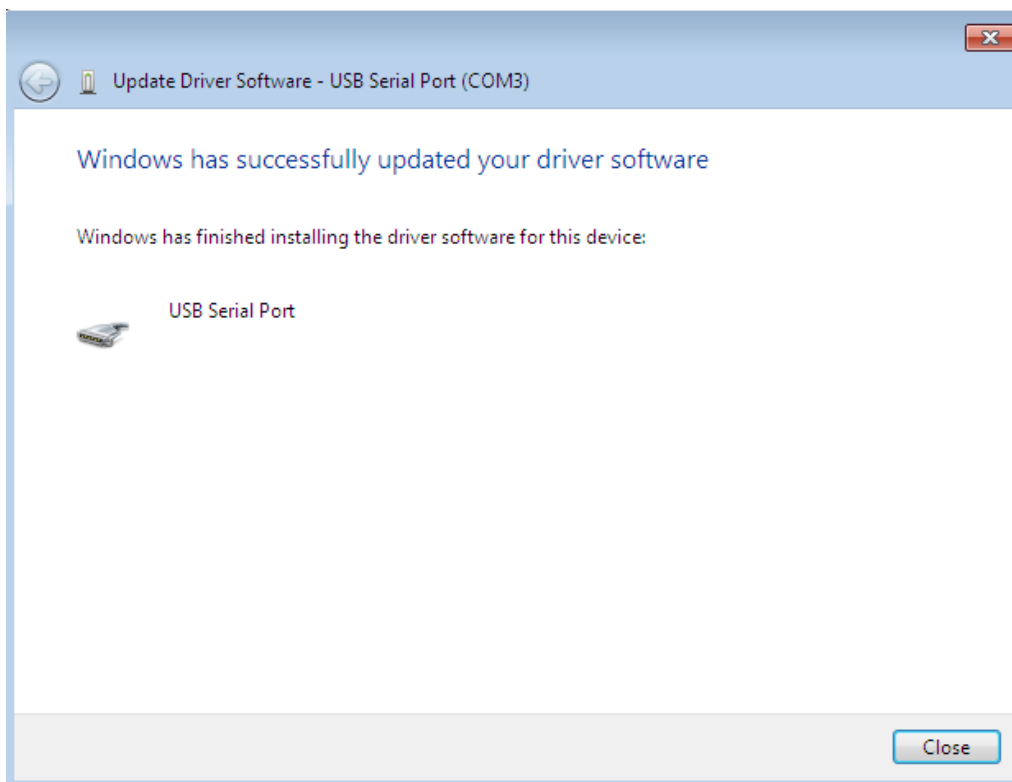 Update Driver Software - USB Serial Port (COM3)
Windows has successfully updated your driver software
Windows has finished installing the driver software for this device:
USB Serial Port
Close